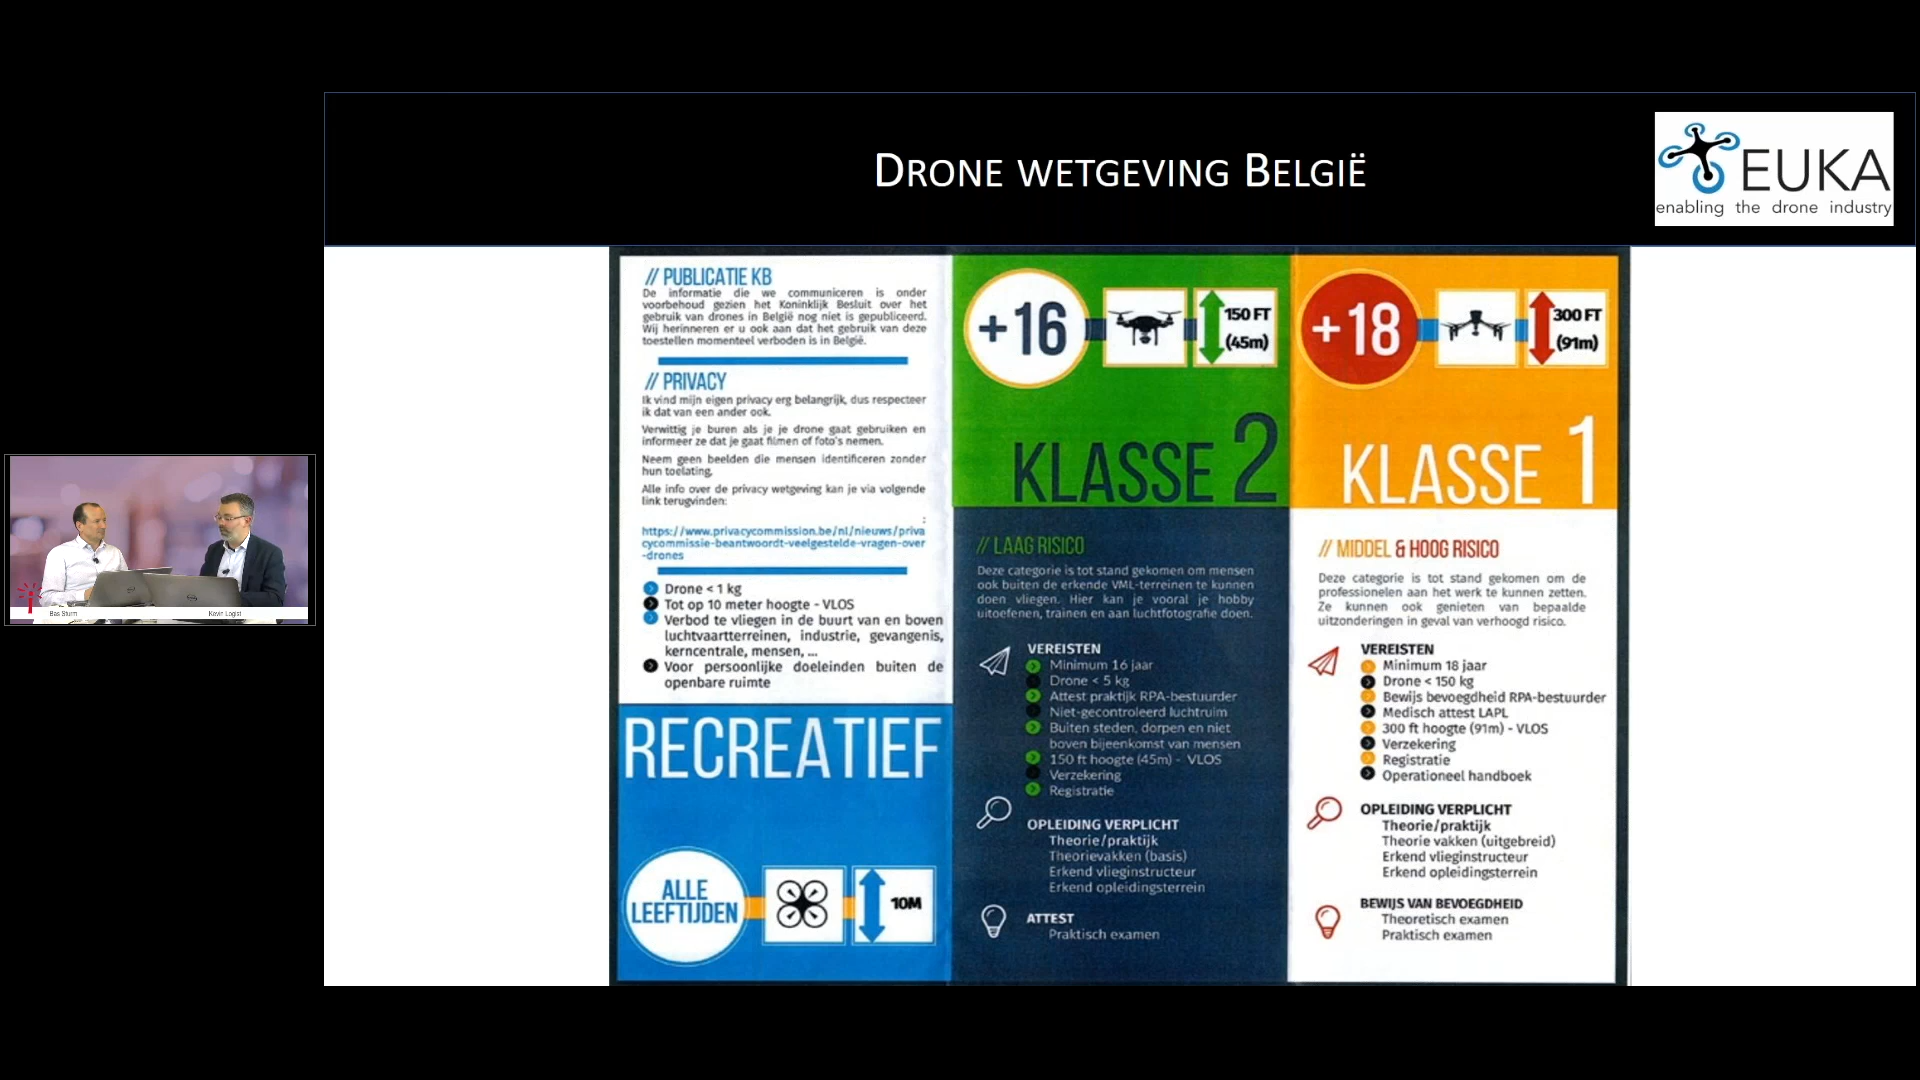 DRONE WETGEVING BELGIË
EUKA
enabling the drone industry
// PUBLICATIE KB
De informatie die we communiceren is onder
voorbehoud gezien het Koninklijk Besluit over het
gebruik van drones in België nog niet is gepubliceerd.
Wij herinneren er u ook aan dat het gebruik van deze
toestellen momenteel verboden is in België.
// PRIVACY
Ik vind mijn eigen privacy erg belangrijk, dus respecteer
ik dat van een ander ook.
Verwittig je buren als je je drone gaat gebruiken en
informeer ze dat je gaat filmen of foto's nemen.
Neem geen beelden die mensen identificeren zonder
hun toelating.
Alle info over de privacy wetgeving kan je via volgende
link terugvinden:
:
https://www.privacycommission.be/nl/nieuws/priva
cycommissie-beantwoordt-veelgestelde-vragen-over
-drones
Drone < 1 kg
Tot op 10 meter hoogte - VLOS
Verbod te vliegen in de buurt van en boven
luchtvaartterreinen, industrie, gevangenis,
kerncentrale, mensen, ...
Voor persoonlijke doeleinden buiten de
openbare ruimte
RECREATIEF
ALLE
LEEFTIJDEN
10M
+16
150 FT
(45m)
KLASSE 2
// LAAG RISICO
Deze categorie is tot stand gekomen om mensen
ook buiten de erkende VML-terreinen te kunnen
doen vliegen. Hier kan je vooral je hobby
uitoefenen, trainen en aan luchtfotografie doen.
VEREISTEN
Minimum 16 jaar
Drone < 5 kg
Attest praktijk RPA-bestuurder
Niet-gecontroleerd luchtruim
Buiten steden, dorpen en niet
boven bijeenkomst van mensen
150 ft hoogte (45m) - VLOS
Verzekering
Registratie
OPLEIDING VERPLICHT
Theorie/praktijk
Theorievakken (basis)
Erkend vlieginstructeur
Erkend opleidingsterrein
ATTEST
Praktisch examen
+18
300 FT
(91m)
KLASSE 1
// MIDDEL & HOOG RISICO
Deze categorie is tot stand gekomen om de
professionelen aan het werk te kunnen zetten.
Ze kunnen ook genieten van bepaalde
uitzonderingen in geval van verhoogd risico.
VEREISTEN
Minimum 18 jaar
Drone < 150 kg
Bewijs bevoegdheid RPA-bestuurder
Medisch attest LAPL
300 ft hoogte (91m) - VLOS
Verzekering
Registratie
Operationeel handboek
OPLEIDING VERPLICHT
Theorie/praktijk
Theorie vakken (uitgebreid)
Erkend vlieginstructeur
Erkend opleidingsterrein
BEWIJS VAN BEVOEGDHEID
Theoretisch examen
Praktisch examen
Bas Sturm
Kevin Logist